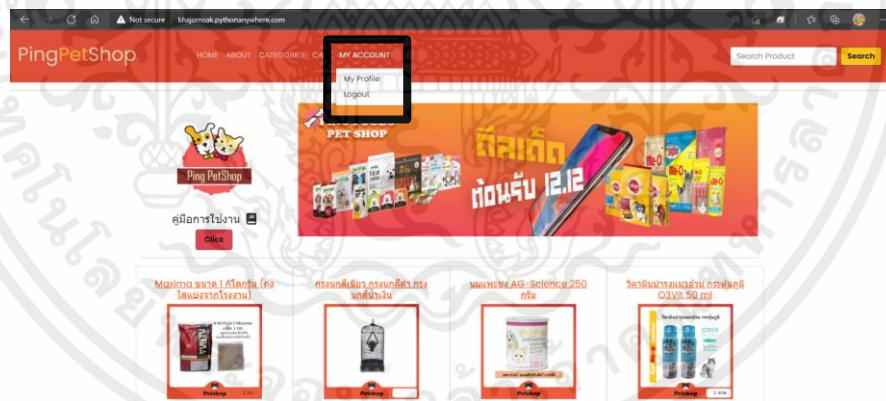 Not secure | khajornsak.pythonanywhere.com
PingPetShop
HOME ABOUT CATEGORIES MY ACCOUNT
Search Product Search
My Profile
Logout
PET SHOP
ดีลเด็ด
ต้อนรับ 12.12
Ping PetShop
คู่มือการใช้งาน
Click
Maxima ขนาด 1 กิโลกรัม (ถุง
ใสแบ่งจากโรงงาน)
กรงนกสีเขียว กรงนกสีดำ กรง
นกสีน้ำเงิน
นมแพะชง AG-Science 250
กรัม
วิตามินบำรุงแมวอ้วน กระตุ้นภูมิ
O3Vit 50 ml
Petshop
Petshop
Petshop
Petshop